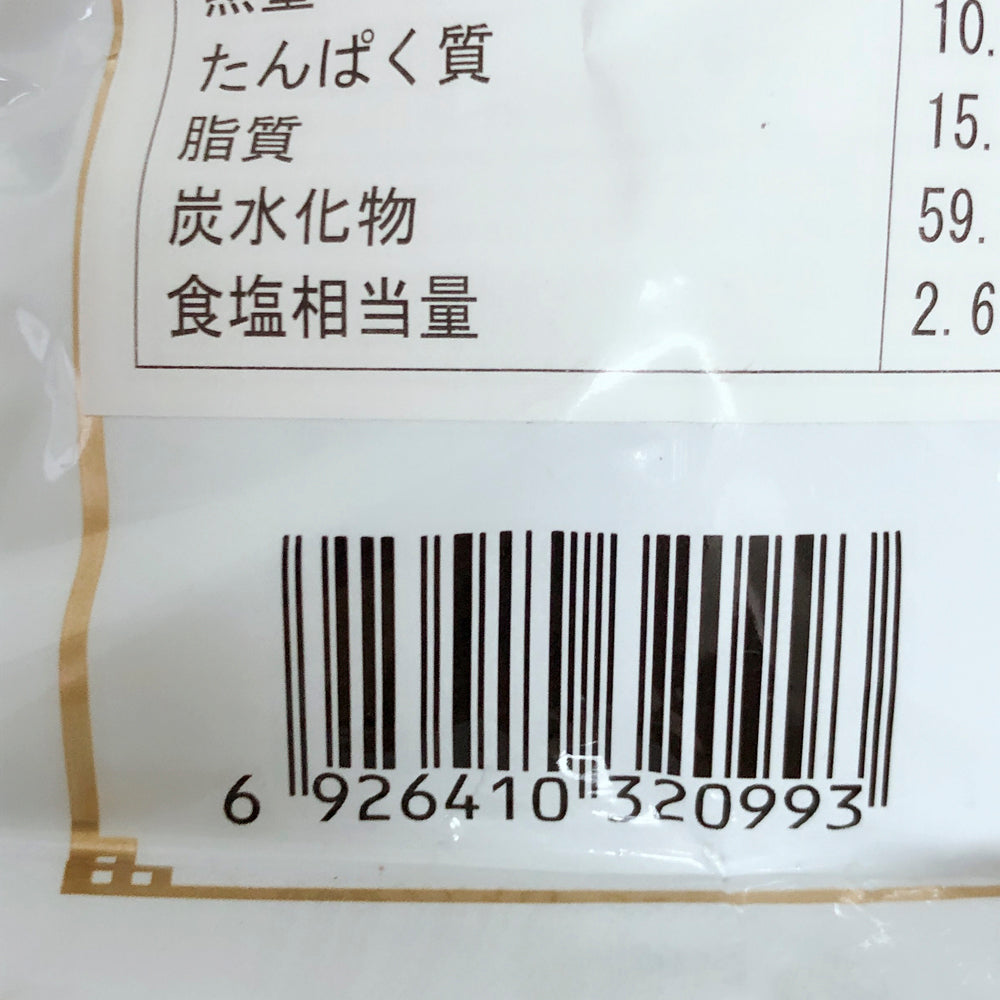 たんぱく質 10.
脂質 15.
炭水化物 59.
食塩相当量 2.6
6 926410 320993